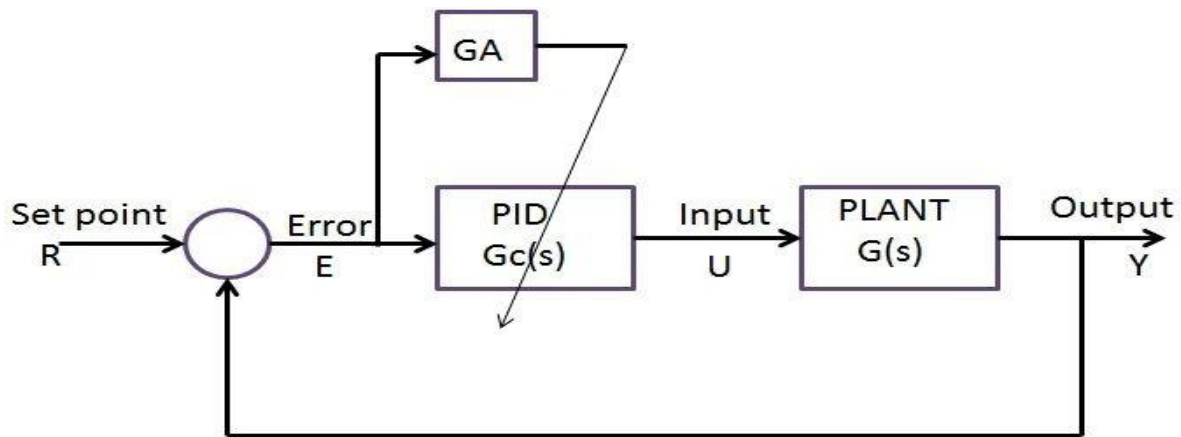 GA
Set point
R
Error
E
PID
Gc(s)
Input
U
PLANT
G(s)
Output
Y